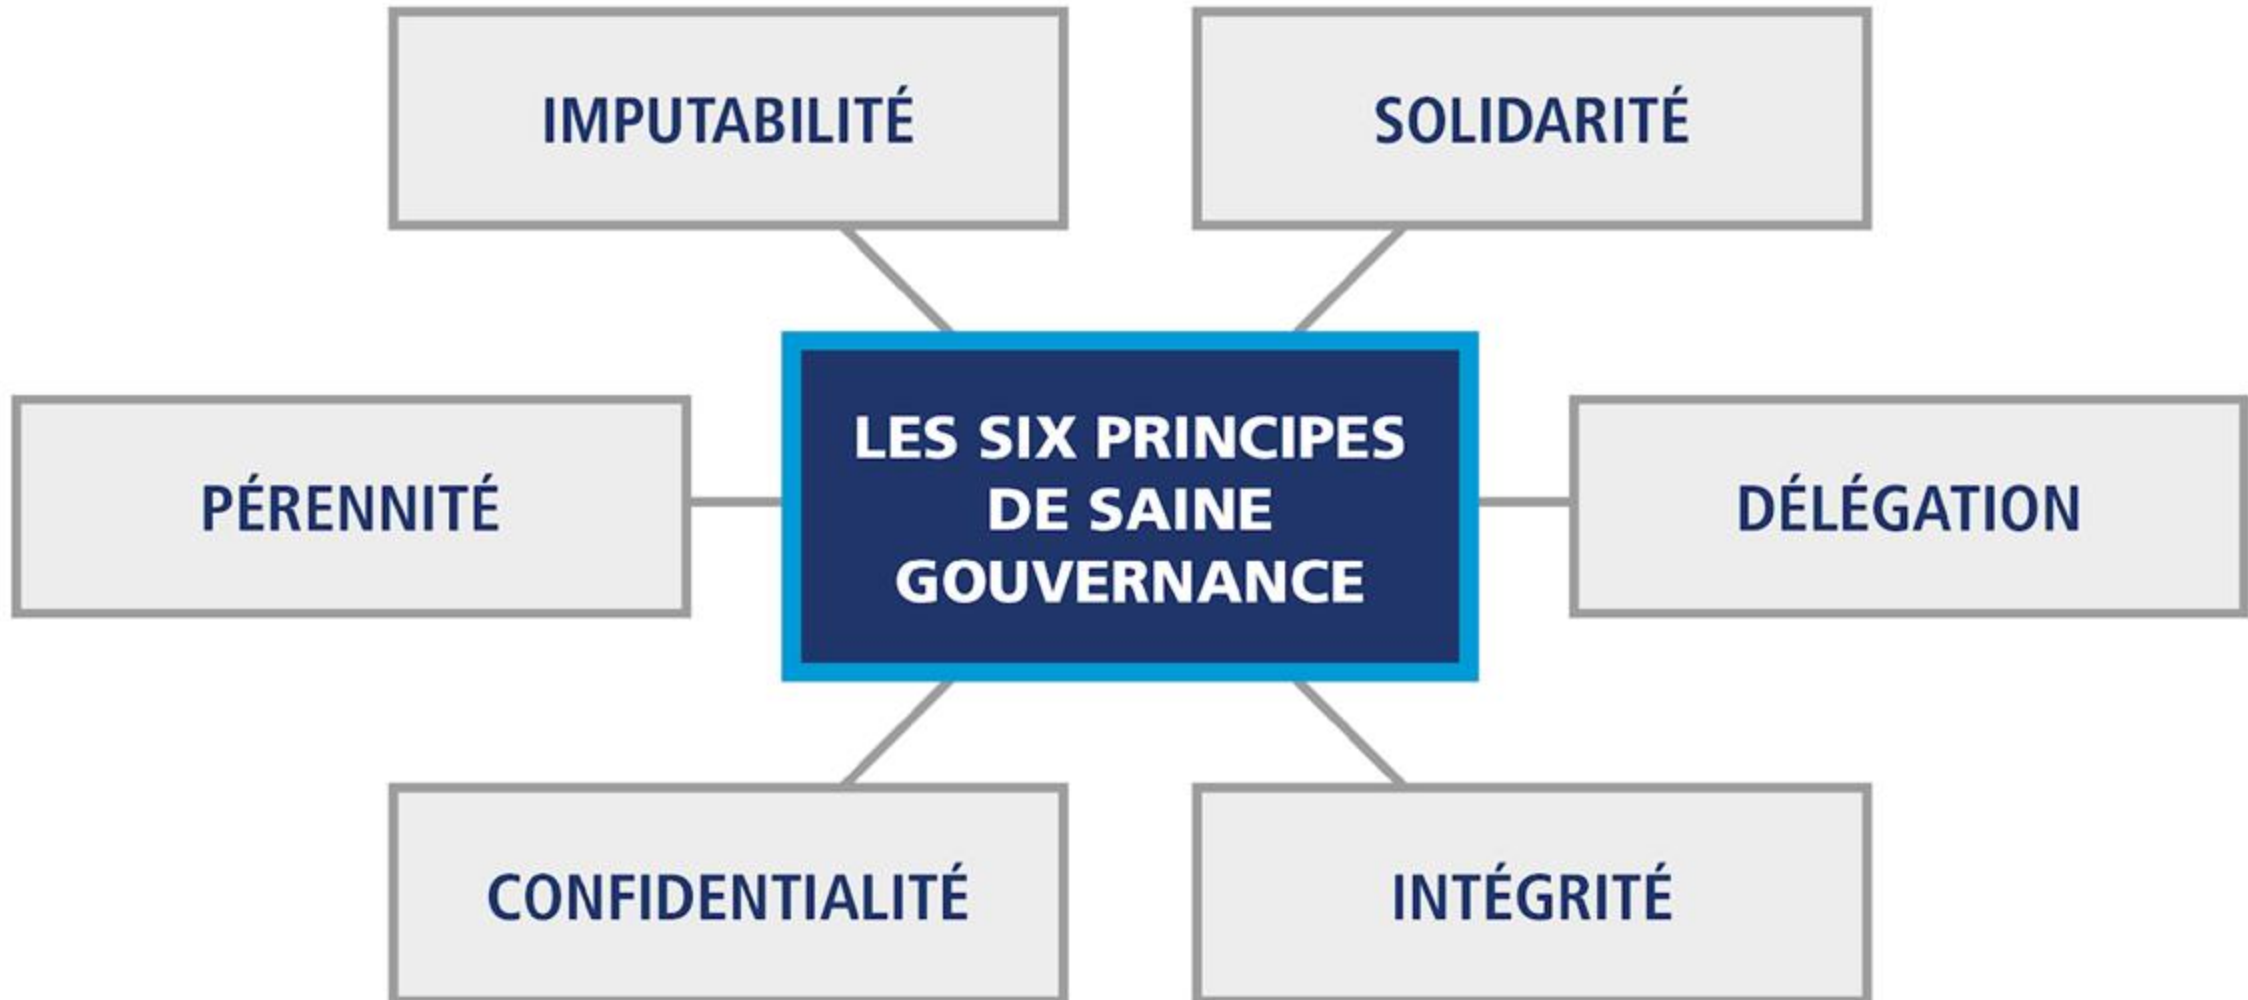 IMPUTABILITÉ
SOLIDARITÉ
PÉRENNITÉ
LES SIX PRINCIPES
DE SAINE
GOUVERNANCE
DÉLÉGATION
CONFIDENTIALITÉ
INTÉGRITÉ